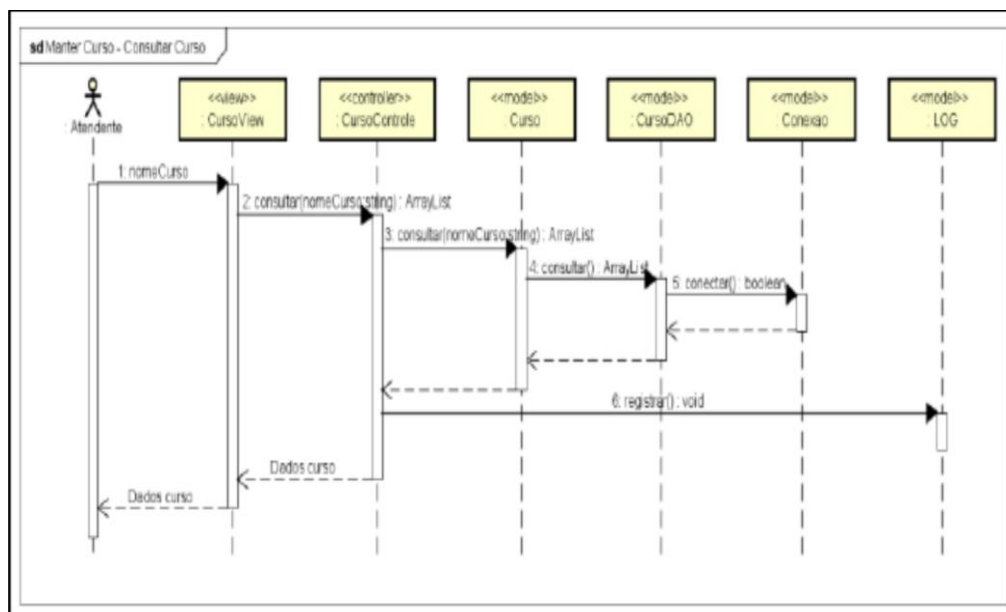 sd Manter Curso - Consultar Curso
<<view>>
<<controller>>
<<model>>
<<model>>
<<model>>
<<model>>
: Atendente
: CursoView
: CursoControle
Curso
: CursoDAO
: Conexao
: LOG
1: nomeCurso
2: consultar(nomeCurso:string) : ArrayList
3: consultar(nomeCurso:string) : ArrayList
4: consultar() : ArrayList
5: conectar() : boolean
6: registrar() : void
Dados curso
Dados curso